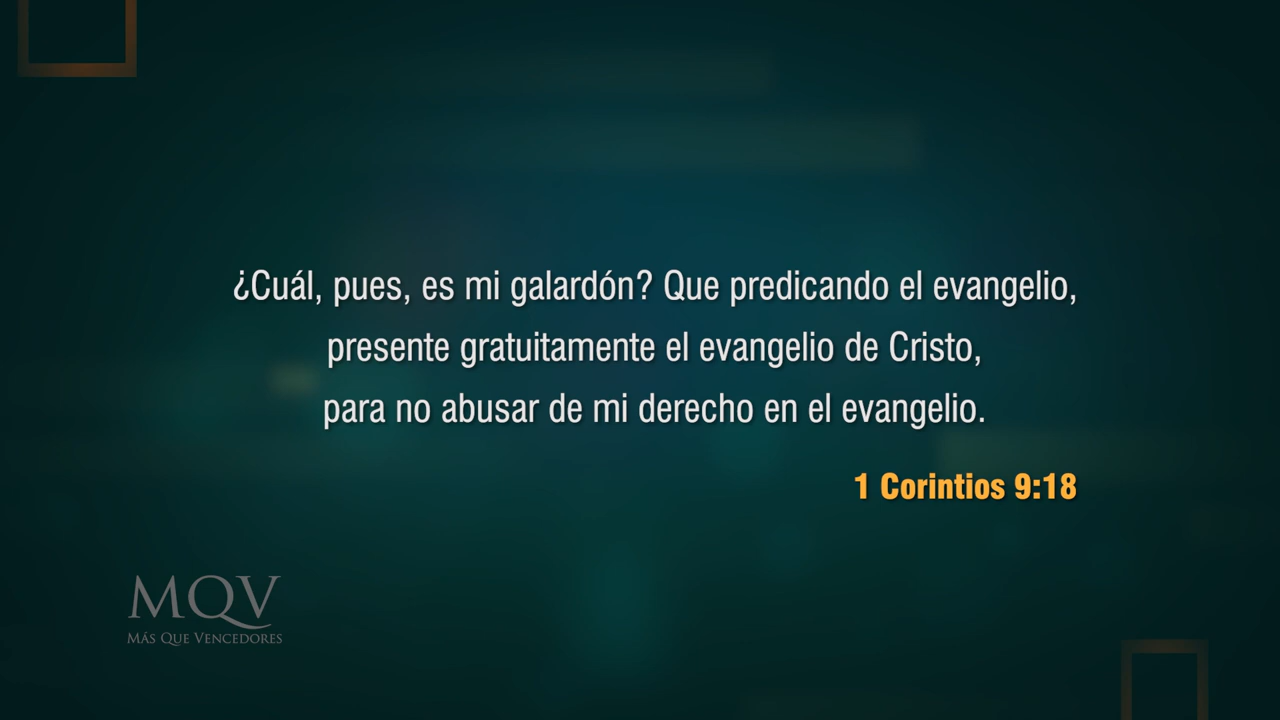 ¿Cuál, pues, es mi galardón? Que predicando el evangelio,
presente gratuitamente el evangelio de Cristo,
para no abusar de mi derecho en el evangelio.
1 Corintios 9:18
MQV
MÁS QUE VENCEDORES